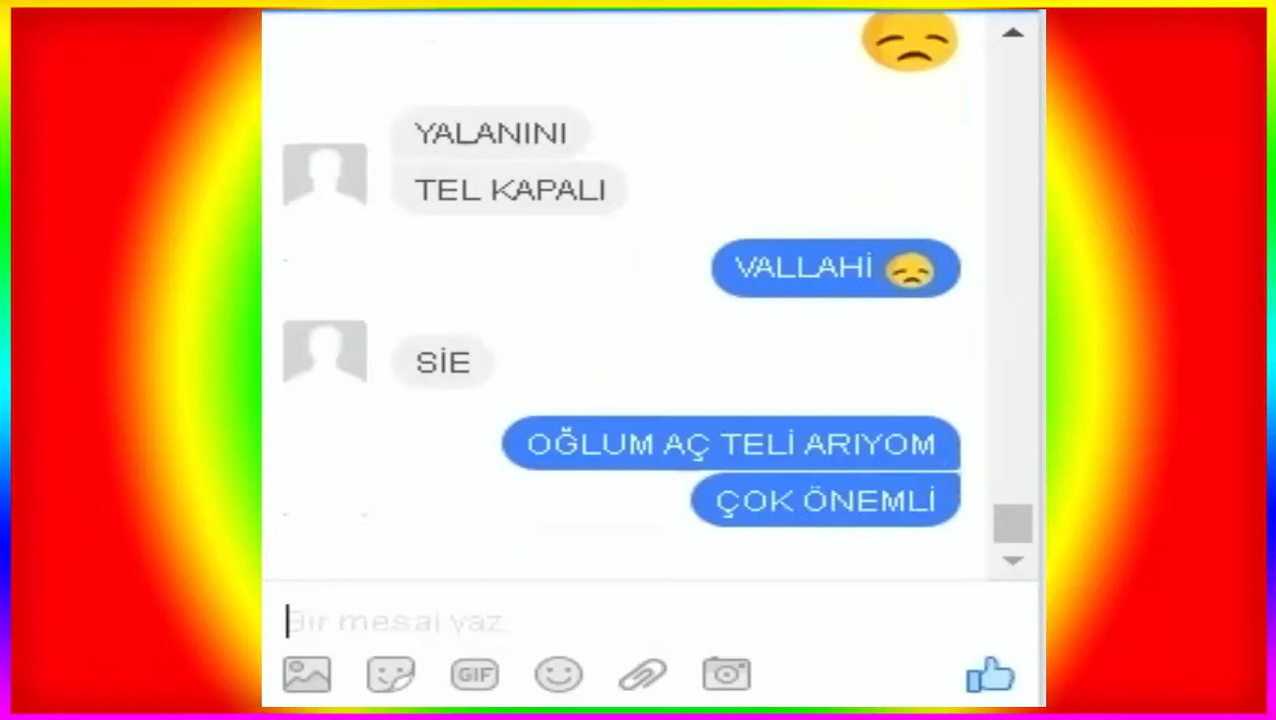 YALANINI
TEL KAPALI
VALLAHİ
SİE
OĞLUM AÇ TELİ ARIYOM
ÇOK ÖNEMLİ
Bir mesaj yaz...
GIF